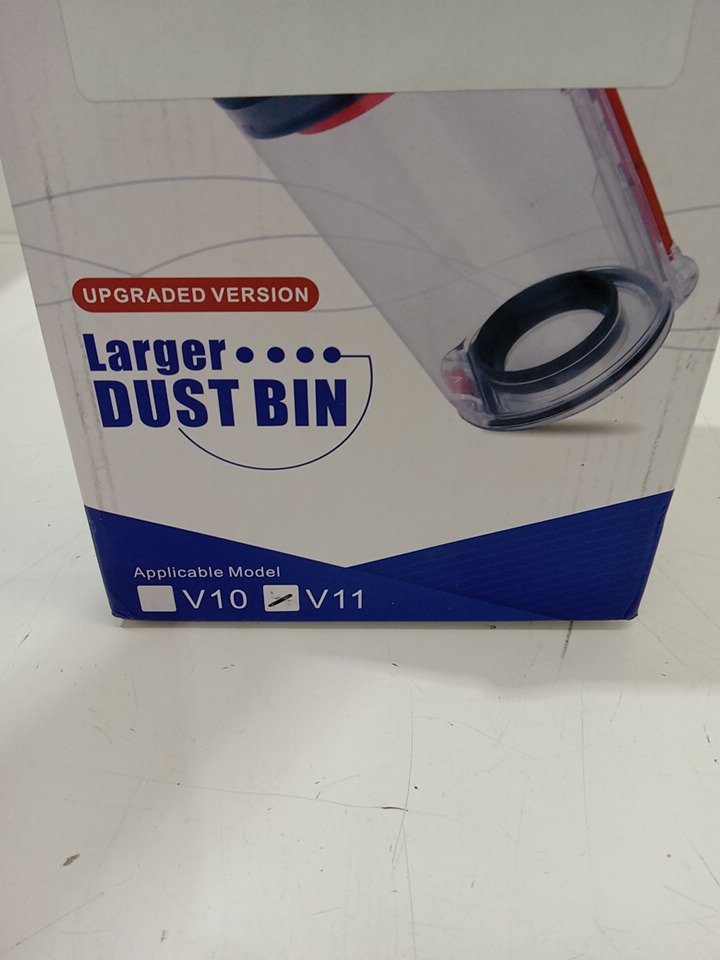 UPGRADED VERSION
Larger
DUST BIN
Applicable Model
V10 V11